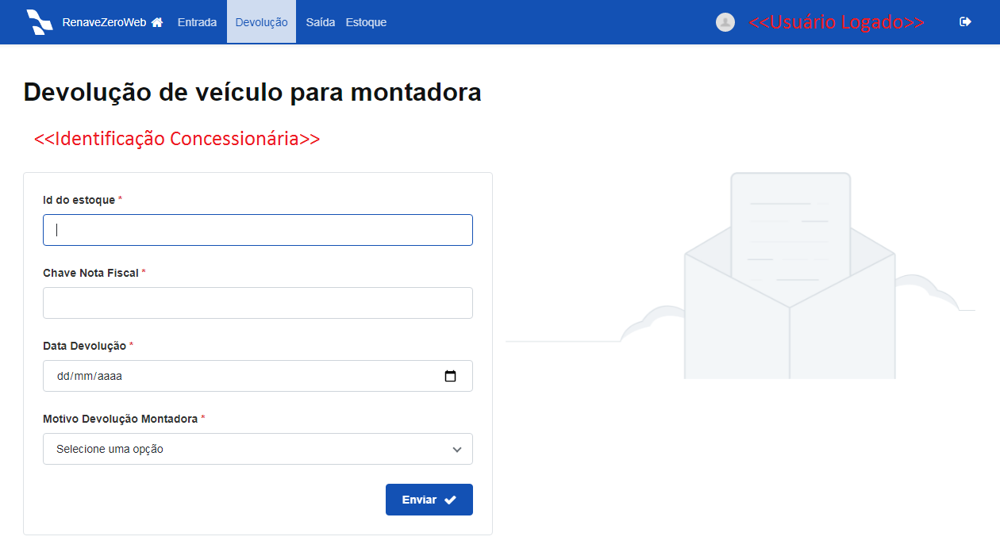 RenaveZeroWeb Entrada Devolução Saída Estoque <<Usuário Logado>>
Devolução de veículo para montadora
<<Identificação Concessionária>>
Id do estoque *
Chave Nota Fiscal *
Data Devolução *
dd/mm/aaaa
Motivo Devolução Montadora *
Selecione uma opção
Enviar